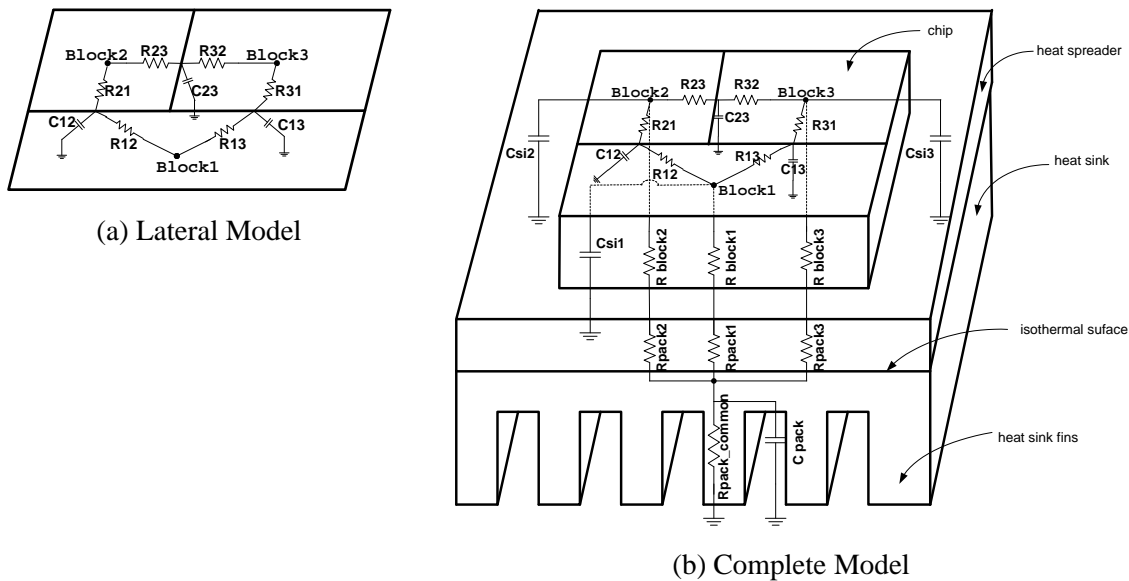 Block2
R23
R32
Block3
R21
C23
R31
C12
R12
R13
C13
Block1
(a) Lateral Model
chip
heat spreader
heat sink
isothermal suface
heat sink fins
Block2
R23
R32
Block3
C23
R21
R31
Csi2
Csi3
C12
R12
R13
C13
Block1
Csi1
R block2
R block1
R block3
Rpack2
Rpack1
Rpack3
Rpack_common
C pack
(b) Complete Model